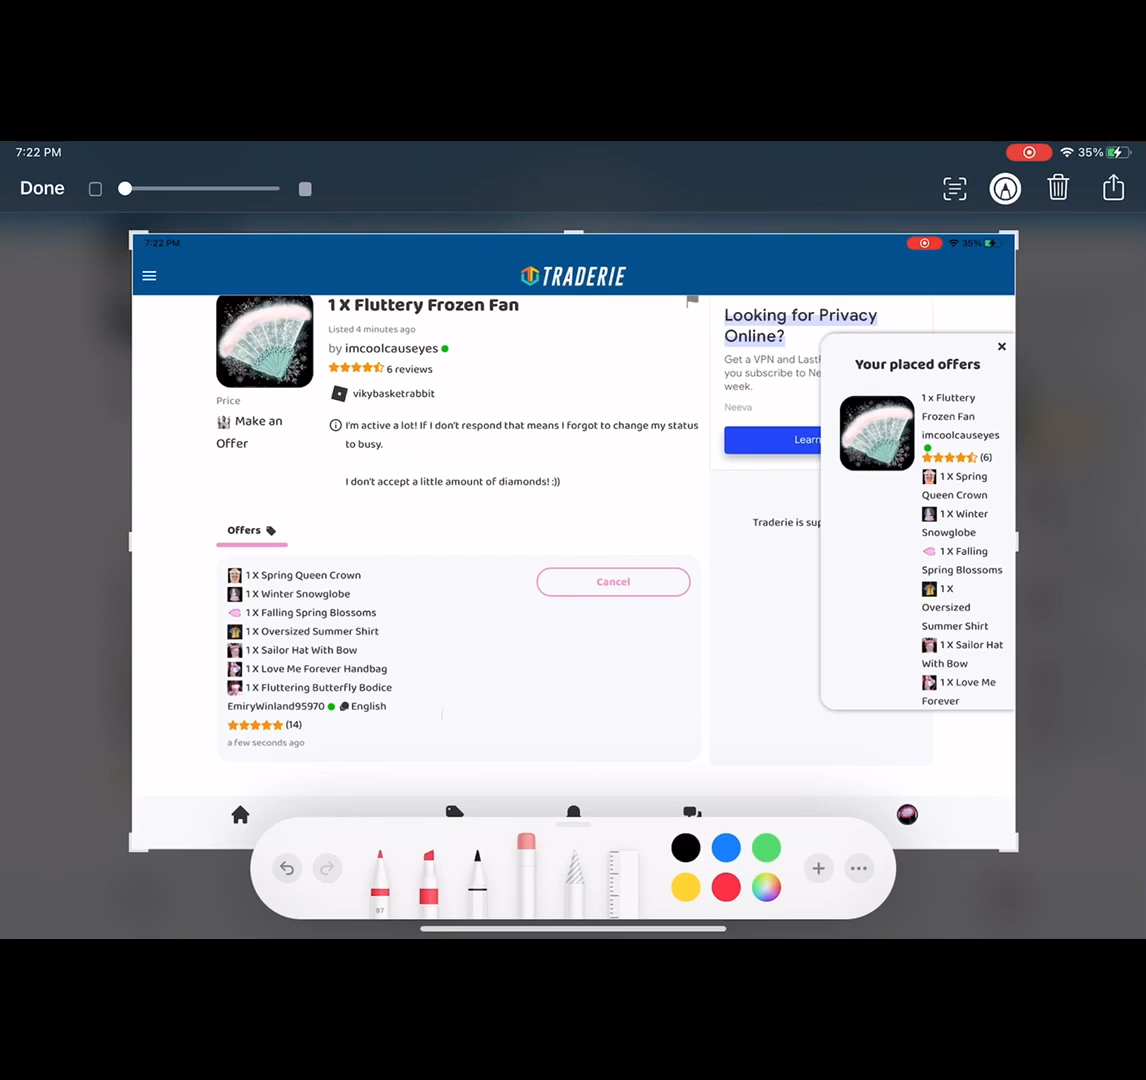 7:22 PM
35%
Done
7:22 PM
35%
TRADERIE
1 X Fluttery Frozen Fan
Listed 4 minutes ago
by imcoolcauseyes
6 reviews
vikybasketrabbit
Price
Make an
Offer
I'm active a lot! If I don't respond that means I forgot to change my status
to busy.
I don't accept a little amount of diamonds! :))
Offers
1 X Spring Queen Crown
1 X Winter Snowglobe
1 X Falling Spring Blossoms
1 X Oversized Summer Shirt
1 X Sailor Hat With Bow
1 X Love Me Forever Handbag
1 X Fluttering Butterfly Bodice
EmiryWinland95970 English
(14)
a few seconds ago
Cancel
Looking for Privacy
Online?
Get a VPN and LastP
you subscribe to Ne
week.
Neeva
Learn
Traderie is sup
Your placed offers
1 x Fluttery
Frozen Fan
imcoolcauseyes
(6)
1 X Spring
Queen Crown
1 X Winter
Snowglobe
1 X Falling
Spring Blossoms
1 X
Oversized
Summer Shirt
1 X Sailor Hat
With Bow
1 X Love Me
Forever
97